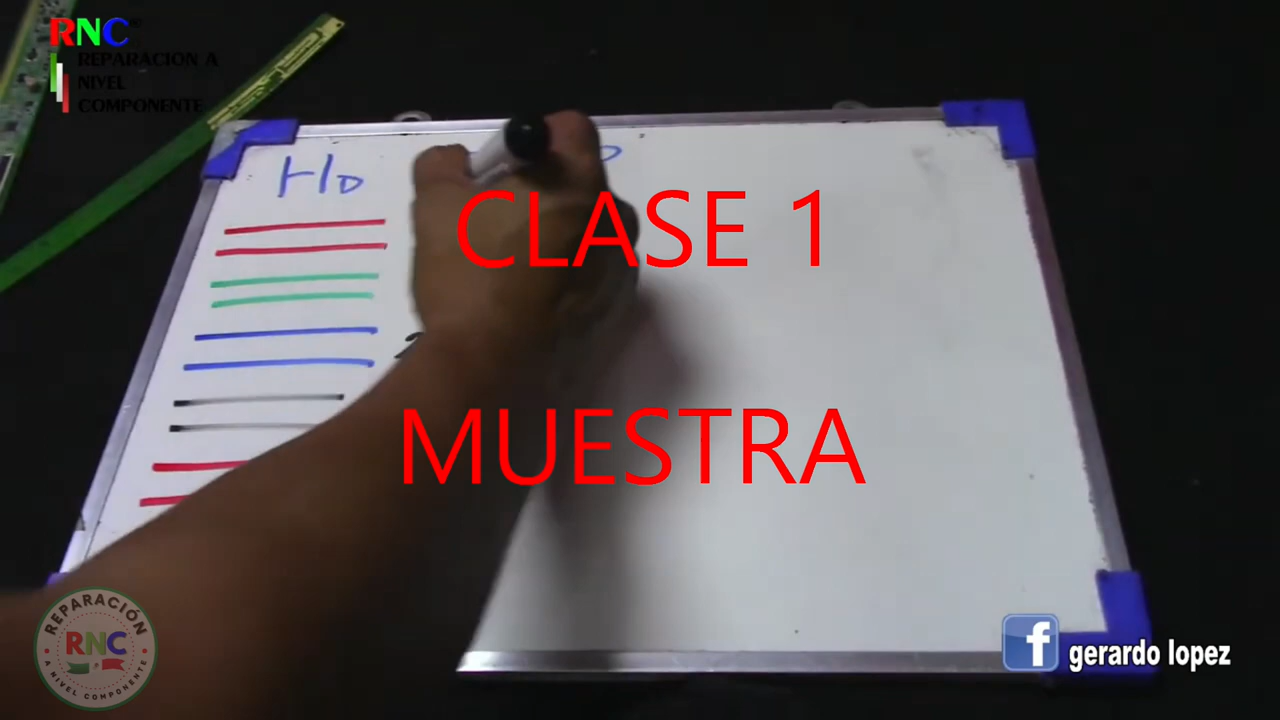 RNC
REPARACION A
NIVEL
COMPONENTE
HD
CLASE 1
MUESTRA
REPARACIÓN
RNC
A NIVEL COMPONENTE
f
gerardo lopez